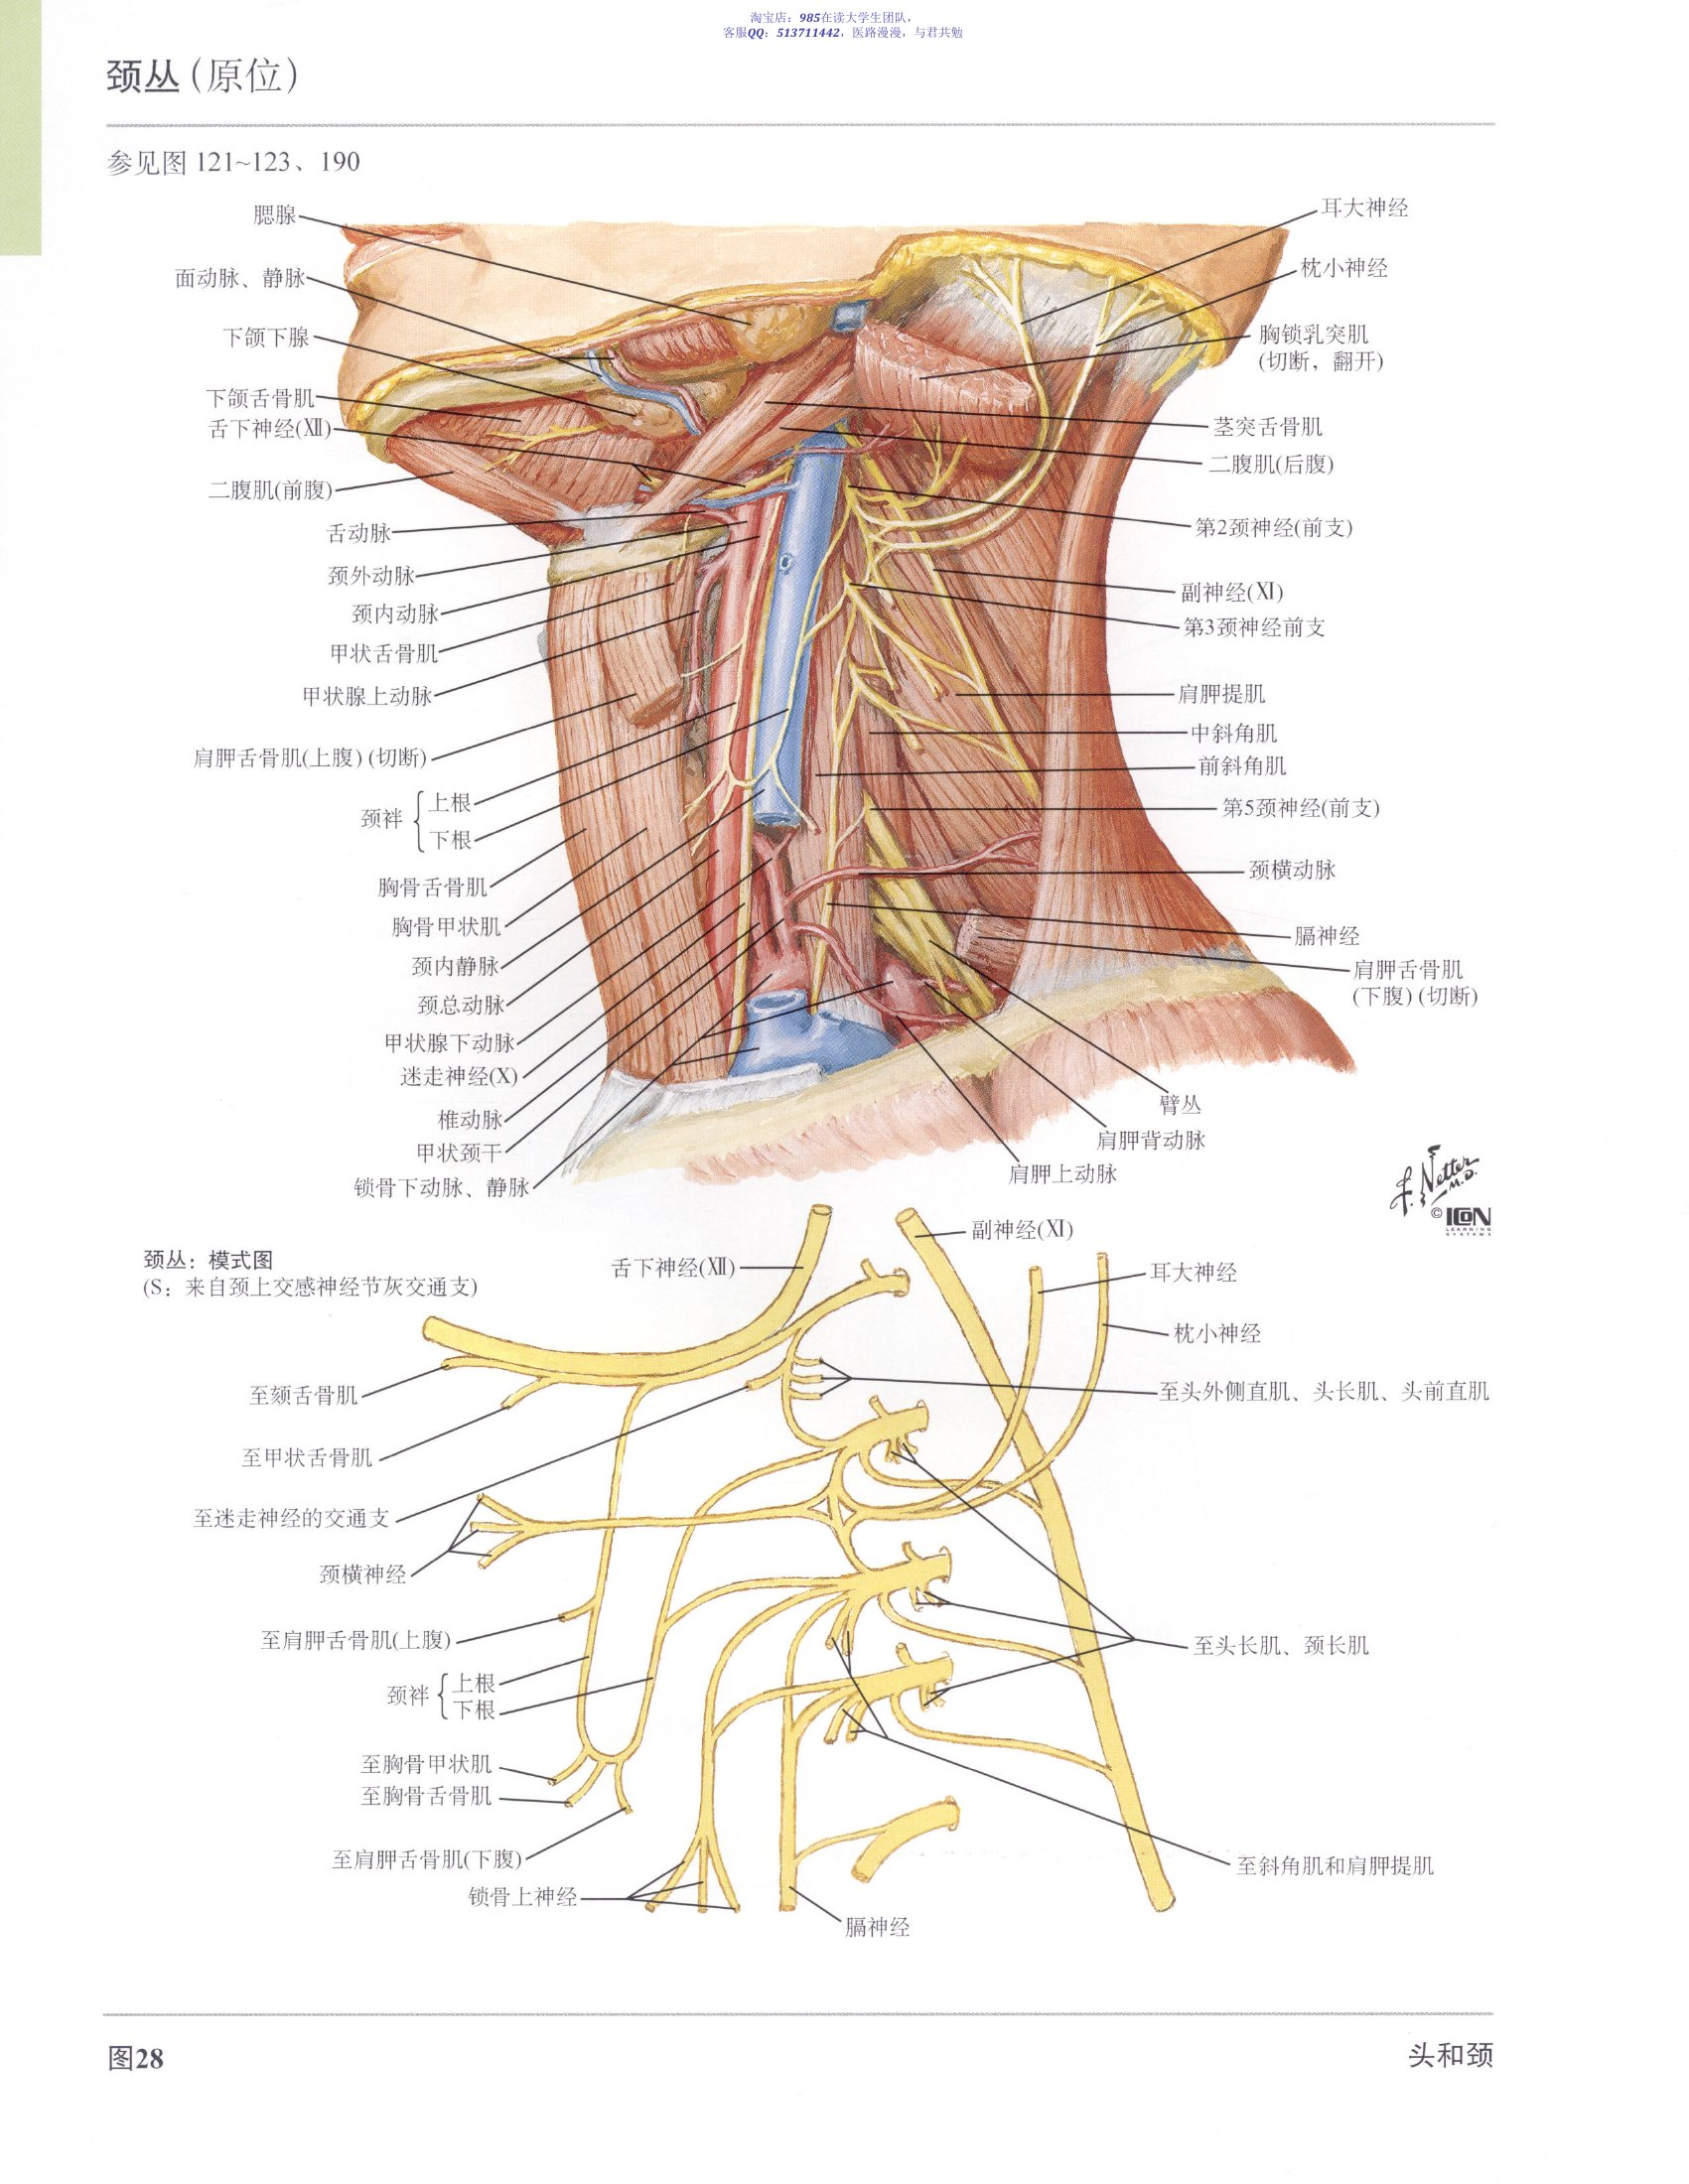 淘宝店：985在读大学生团队，
客服QQ：513711442，医路漫漫，与君共勉
颈丛（原位）
参见图 121~123、190
腮腺
面动脉、静脉
下颌下腺
下颌舌骨肌
舌下神经(Ⅻ)
二腹肌(前腹)
舌动脉
颈外动脉
颈内动脉
甲状舌骨肌
甲状腺上动脉
肩胛舌骨肌(上腹) (切断)
颈袢
上根
下根
胸骨舌骨肌
胸骨甲状肌
颈内静脉
颈总动脉
甲状腺下动脉
迷走神经(X)
椎动脉
甲状颈干
锁骨下动脉、静脉
耳大神经
枕小神经
胸锁乳突肌
(切断，翻开)
茎突舌骨肌
二腹肌(后腹)
第2颈神经(前支)
副神经(Ⅺ)
第3颈神经前支
肩胛提肌
中斜角肌
前斜角肌
第5颈神经(前支)
颈横动脉
膈神经
肩胛舌骨肌
(下腹) (切断)
臂丛
肩胛背动脉
肩胛上动脉
F. Netter
M.D.
© ICON
LEARNING
SYSTEMS
颈丛：模式图
(S：来自颈上交感神经节灰交通支)
舌下神经(Ⅻ)
副神经(Ⅺ)
耳大神经
枕小神经
至头外侧直肌、头长肌、头前直肌
至颏舌骨肌
至甲状舌骨肌
至迷走神经的交通支
颈横神经
至肩胛舌骨肌(上腹)
颈袢
上根
下根
至胸骨甲状肌
至胸骨舌骨肌
至肩胛舌骨肌(下腹)
锁骨上神经
膈神经
至头长肌、颈长肌
至斜角肌和肩胛提肌
图28
头和颈